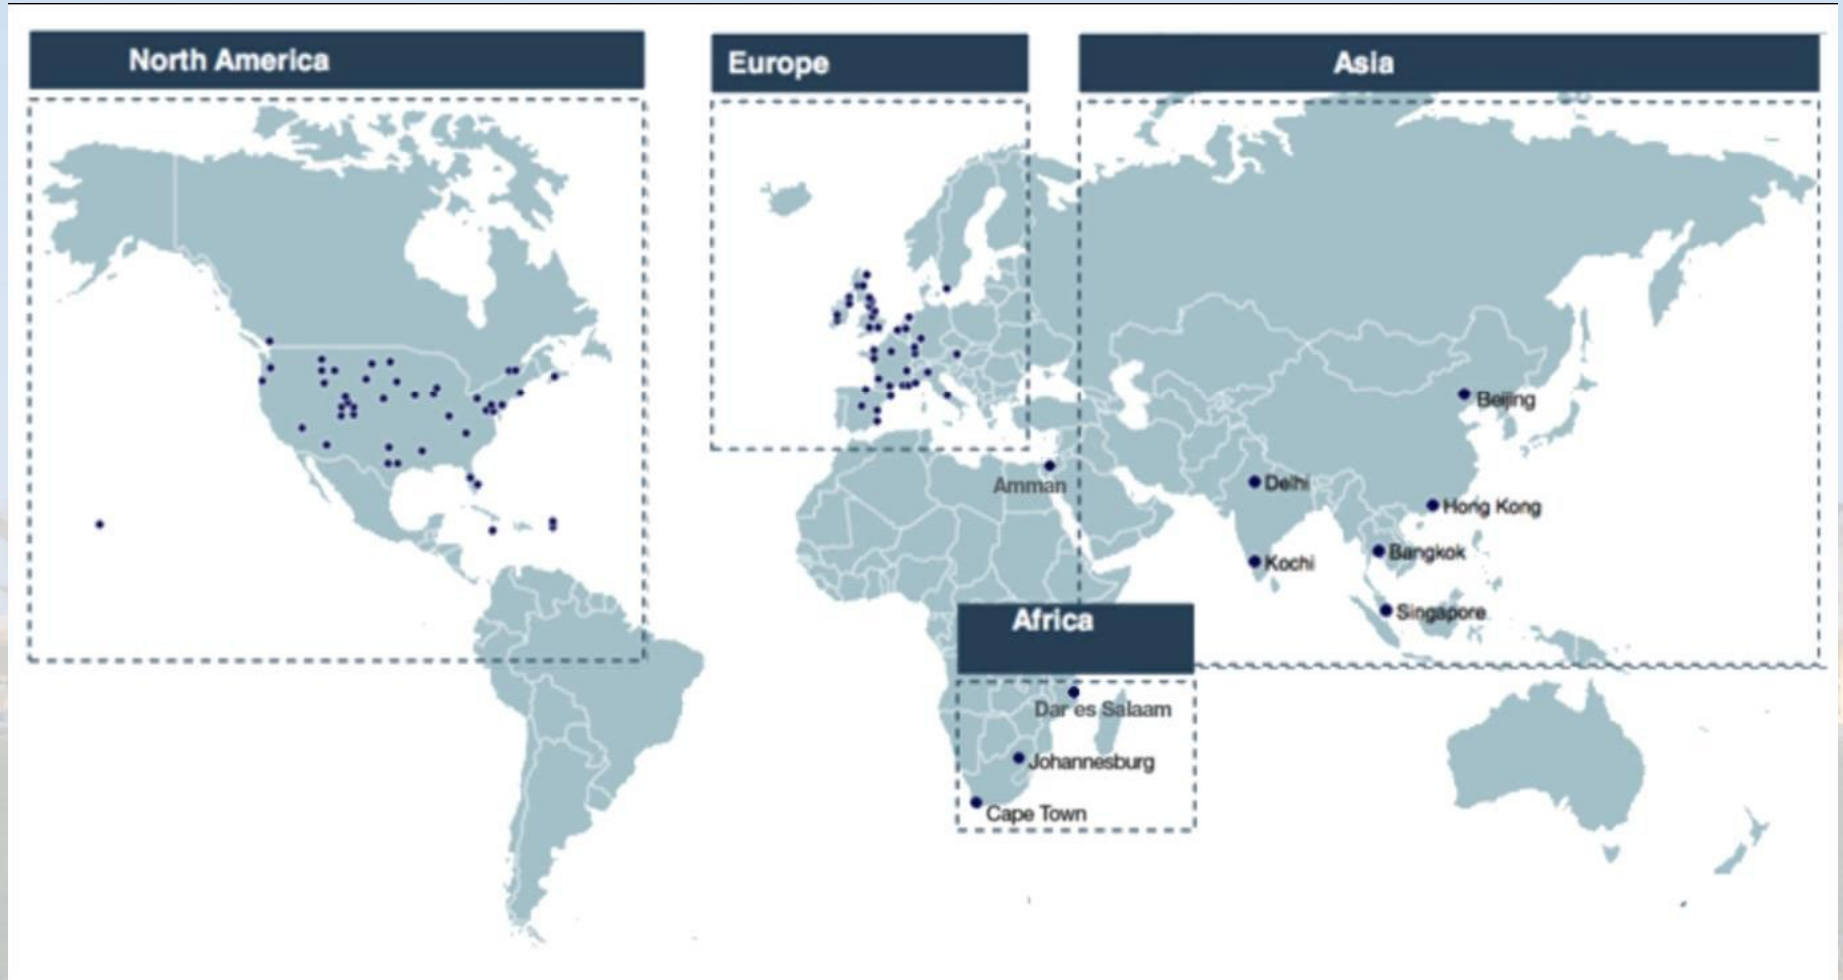 North America
Europe
Asia
Beijing
Amman
Delhi
Hong Kong
Bangkok
Kochi
Singapore
Africa
Dar es Salaam
Johannesburg
Cape Town